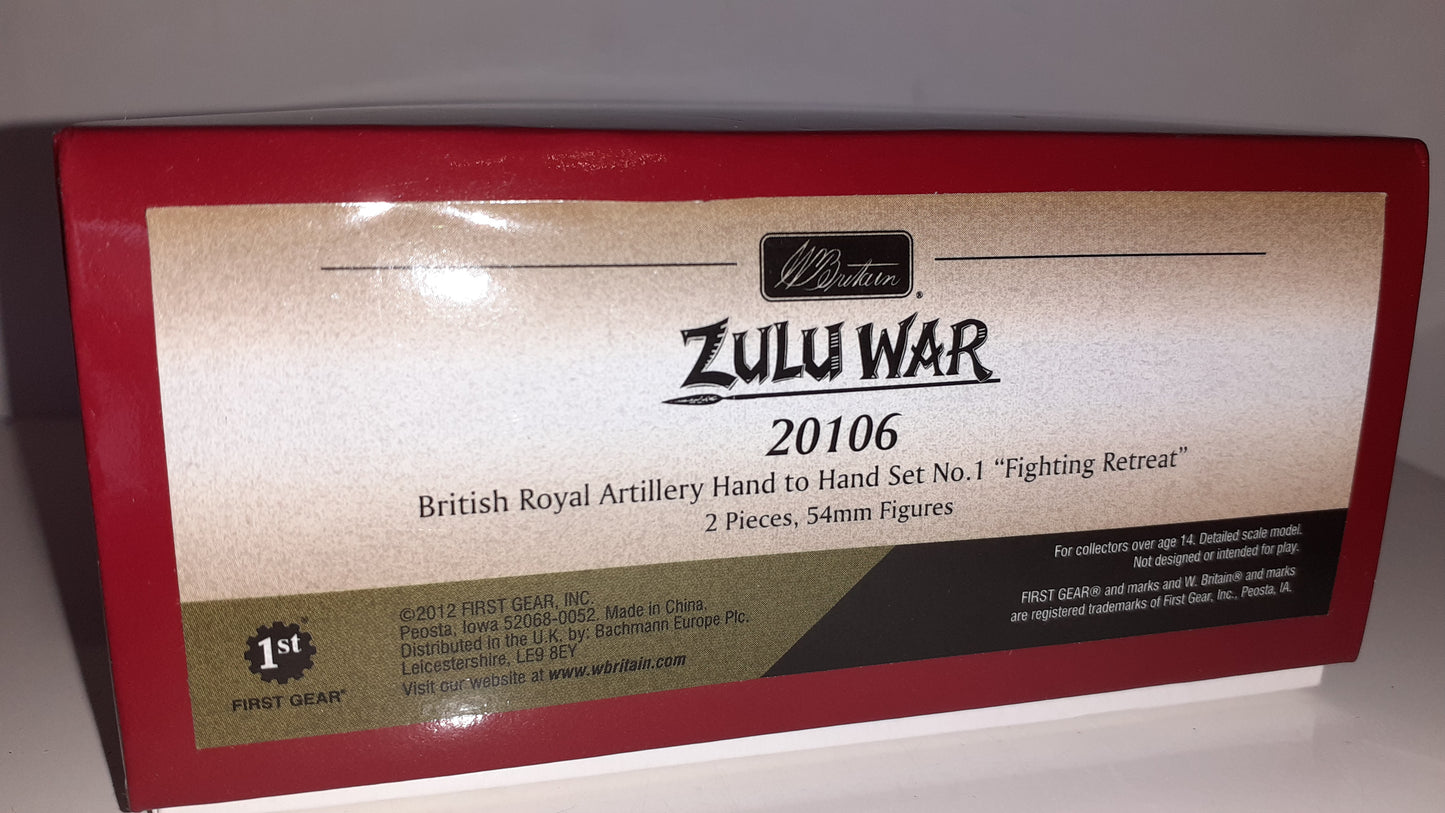 W Britain®
ZULU WAR
20106
British Royal Artillery Hand to Hand Set No.1 “Fighting Retreat”
2 Pieces, 54mm Figures
For collectors over age 14. Detailed scale model.
Not designed or intended for play.
FIRST GEAR® and marks and W. Britain® and marks
are registered trademarks of First Gear, Inc., Peosta, IA.
©2012 FIRST GEAR, INC.
Peosta, Iowa 52068-0052. Made in China.
Distributed in the U.K. by: Bachmann Europe Plc.
Leicestershire, LE9 8EY
Visit our website at www.wbritain.com
1st
FIRST GEAR®